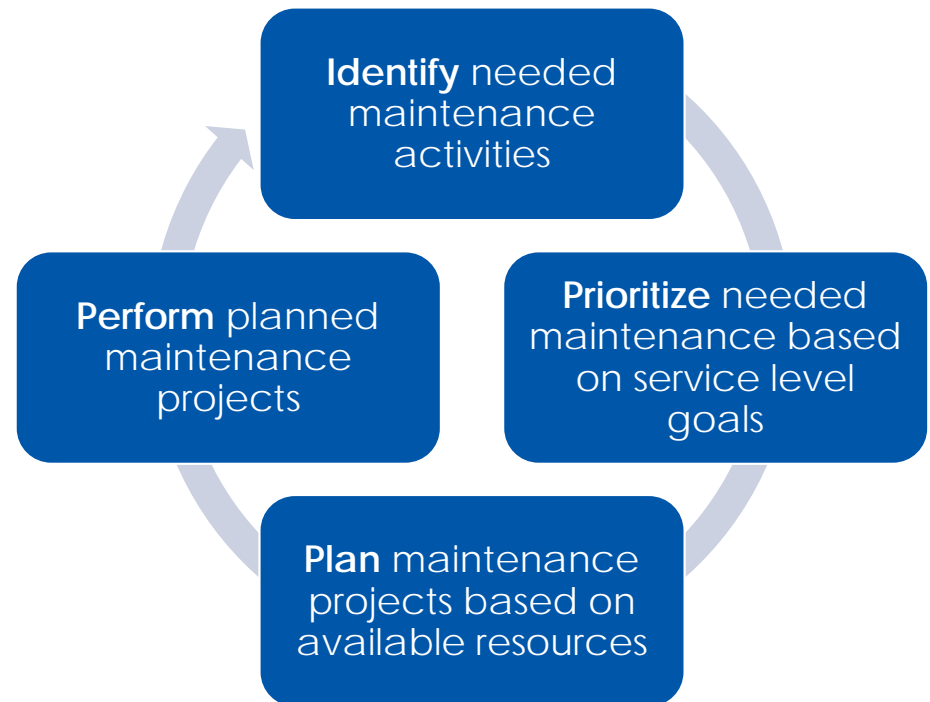 Identify needed
maintenance
activities
Prioritize needed
maintenance based
on service level
goals
Plan maintenance
projects based on
available resources
Perform planned
maintenance
projects